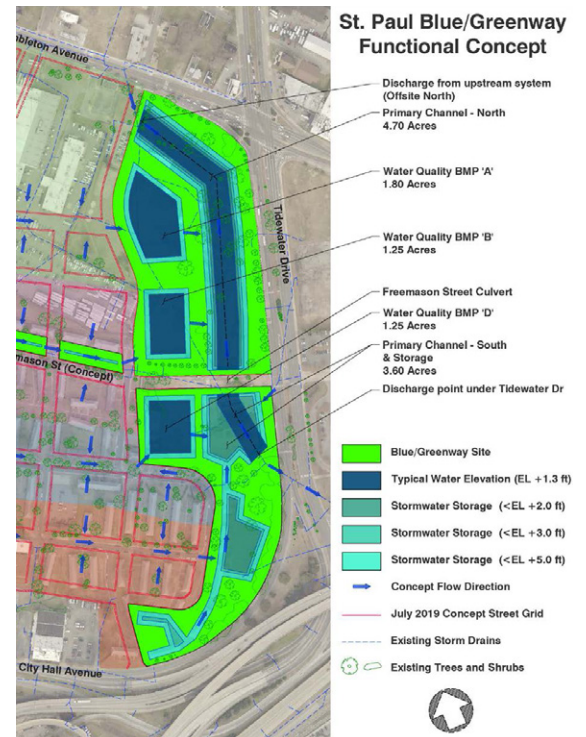 St. Paul Blue/Greenway
Functional Concept
bleton Avenue
Discharge from upstream system
(Offsite North)
Primary Channel - North
4.70 Acres
Water Quality BMP 'A'
1.80 Acres
Tidewater Drive
Water Quality BMP 'B'
1.25 Acres
Freemason Street Culvert
Water Quality BMP 'D'
1.25 Acres
mason St (Concept)
Primary Channel - South
& Storage
3.60 Acres
Discharge point under Tidewater Dr
Blue/Greenway Site
Typical Water Elevation (EL +1.3 ft)
Stormwater Storage (<EL +2.0 ft)
Stormwater Storage (<EL +3.0 ft)
Stormwater Storage (<EL +5.0 ft)
Concept Flow Direction
July 2019 Concept Street Grid
Existing Storm Drains
Existing Trees and Shrubs
City Hall Avenue